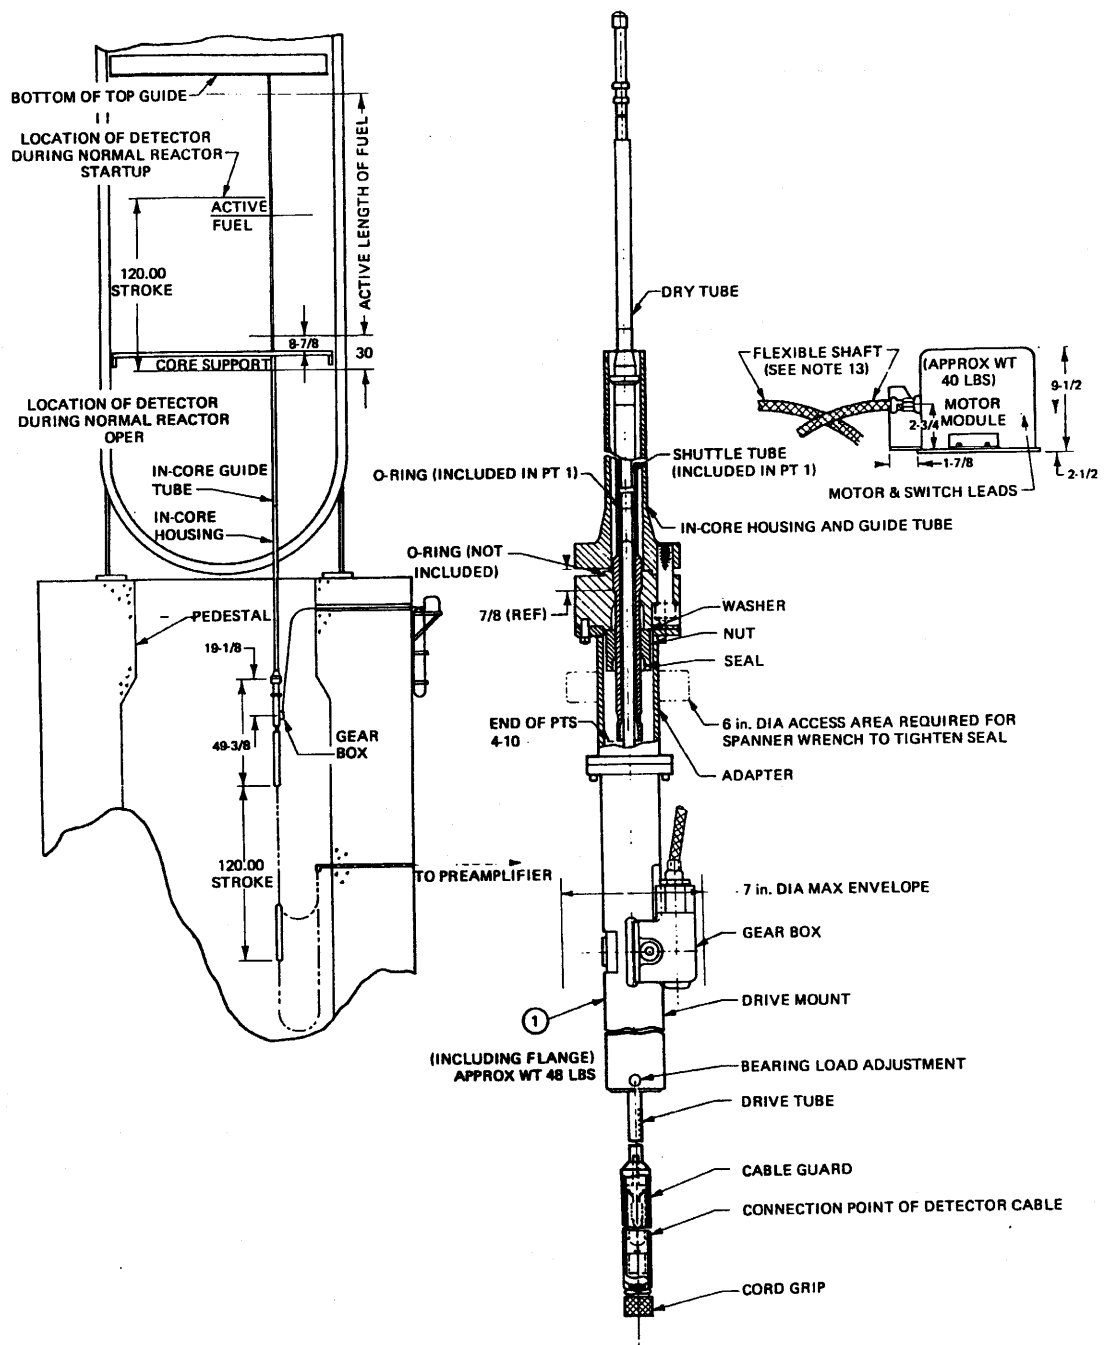 BOTTOM OF TOP GUIDE
LOCATION OF DETECTOR
DURING NORMAL REACTOR
STARTUP
ACTIVE
FUEL
120.00
STROKE
ACTIVE LENGTH OF FUEL
8-7/8
30
CORE SUPPORT
LOCATION OF DETECTOR
DURING NORMAL REACTOR
OPER
IN-CORE GUIDE
TUBE
IN-CORE
HOUSING
PEDESTAL
19-1/8
49-3/8
GEAR
BOX
120.00
STROKE
TO PREAMPLIFIER
DRY TUBE
FLEXIBLE SHAFT
(SEE NOTE 13)
(APPROX WT
40 LBS)
MOTOR
MODULE
9-1/2
2-3/4
1-7/8
2-1/2
MOTOR & SWITCH LEADS
O-RING (INCLUDED IN PT 1)
SHUTTLE TUBE
(INCLUDED IN PT 1)
IN-CORE HOUSING AND GUIDE TUBE
O-RING (NOT
INCLUDED)
7/8 (REF)
WASHER
NUT
SEAL
6 in. DIA ACCESS AREA REQUIRED FOR
SPANNER WRENCH TO TIGHTEN SEAL
END OF PTS
4-10
ADAPTER
7 in. DIA MAX ENVELOPE
GEAR BOX
DRIVE MOUNT
1
(INCLUDING FLANGE)
APPROX WT 48 LBS
BEARING LOAD ADJUSTMENT
DRIVE TUBE
CABLE GUARD
CONNECTION POINT OF DETECTOR CABLE
CORD GRIP